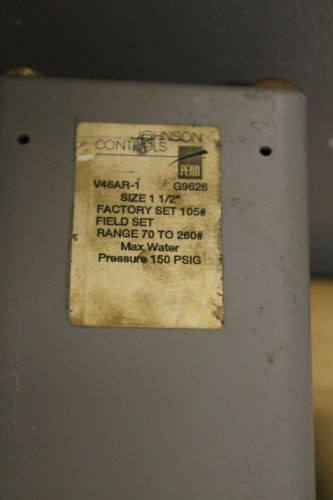 JOHNSON
CONTROLS
PENN
V46AR-1 G9626
SIZE 1 1/2"
FACTORY SET 105#
FIELD SET
RANGE 70 TO 260#
Max Water
Pressure 150 PSIG